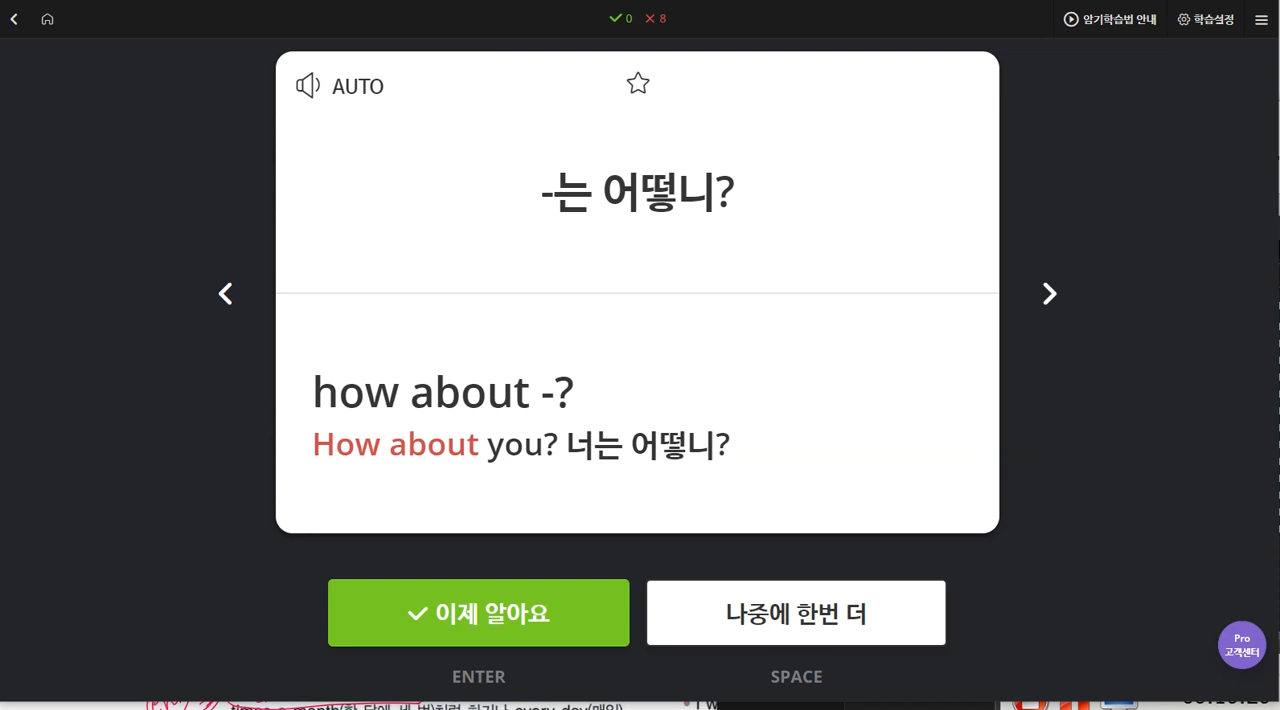 0 8 암기학습법 안내 학습설정
AUTO
-는 어떻니?
how about -?
How about you? 너는 어떻니?
이제 알아요 나중에 한번 더
Pro
고객센터
ENTER SPACE